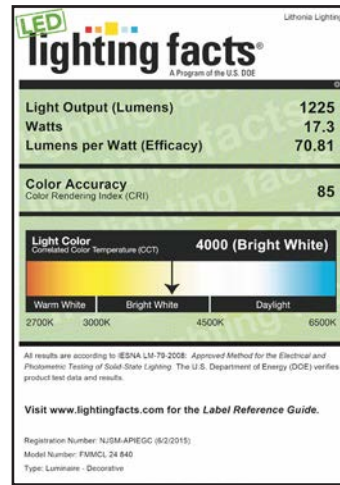 LED
Lithonia Lighting
lighting facts®
A Program of the U.S. DOE
Light Output (Lumens) 1225
Watts 17.3
Lumens per Watt (Efficacy) 70.81
Color Accuracy
Color Rendering Index (CRI) 85
Light Color
Correlated Color Temperature (CCT) 4000 (Bright White)
Warm White Bright White Daylight
2700K 3000K 4500K 6500K
All results are according to IESNA LM-79-2008: Approved Method for the Electrical and
Photometric Testing of Solid-State Lighting. The U.S. Department of Energy (DOE) verifies
product test data and results.
Visit www.lightingfacts.com for the Label Reference Guide.
Registration Number: NJSM-APIEGC (6/2/2015)
Model Number: FMMCL 24 840
Type: Luminaire - Decorative